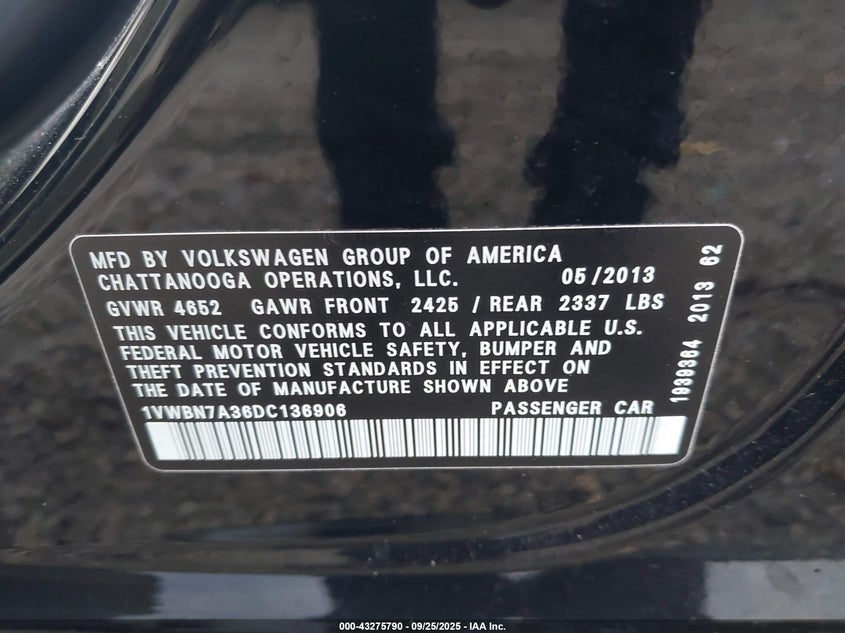 MFD BY VOLKSWAGEN GROUP OF AMERICA
CHATTANOOGA OPERATIONS, LLC. 05/2013
GVWR 4652 GAWR FRONT 2425 / REAR 2337 LBS
THIS VEHICLE CONFORMS TO ALL APPLICABLE U.S.
FEDERAL MOTOR VEHICLE SAFETY, BUMPER AND
THEFT PREVENTION STANDARDS IN EFFECT ON
THE DATE OF MANUFACTURE SHOWN ABOVE
1VWBN7A36DC136906 PASSENGER CAR
1939364 2013 62
000-43275790 - 09/25/2025 - IAA Inc.